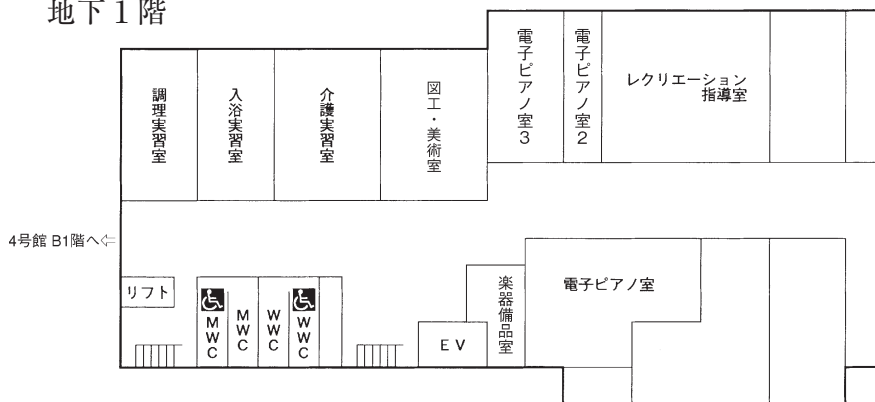 地下1階
調理実習室
入浴実習室
介護実習室
図工・美術室
電子ピアノ室3
電子ピアノ室2
レクリエーション
指導室
4号館 B1階へ⇦
リフト
MWC
MWC
WWC
WWC
EV
楽器備品室
電子ピアノ室